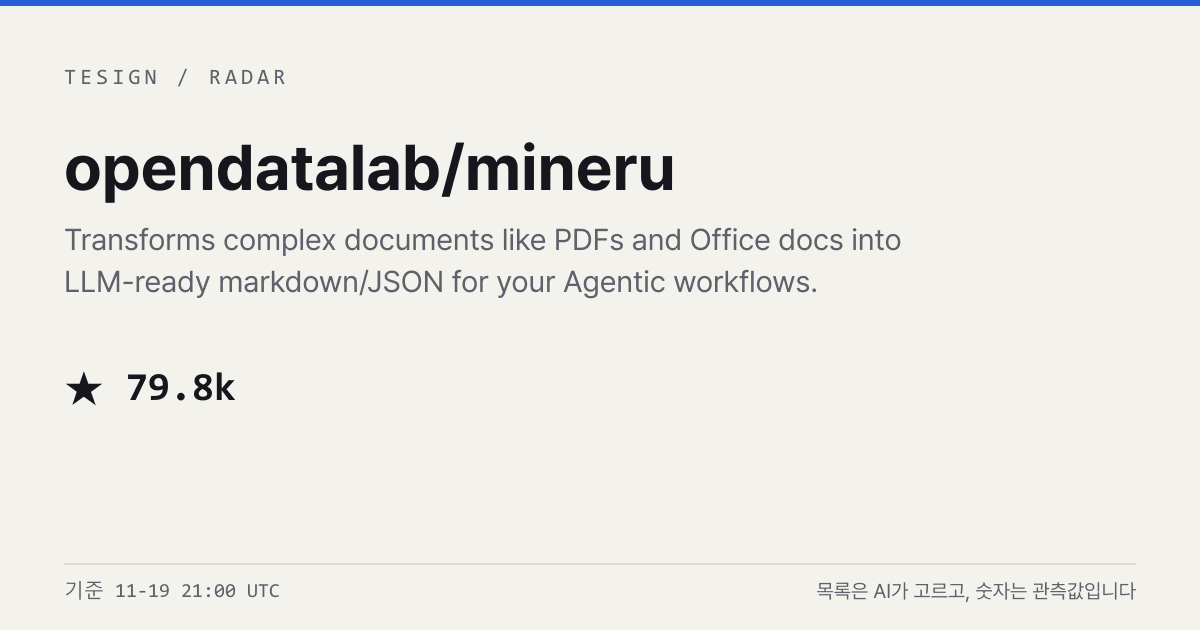 TESIGN / RADAR
opendatalab/mineru
Transforms complex documents like PDFs and Office docs into
LLM-ready markdown/JSON for your Agentic workflows.
★ 79.8k
기준 11-19 21:00 UTC
목록은 AI가 고르고, 숫자는 관측값입니다